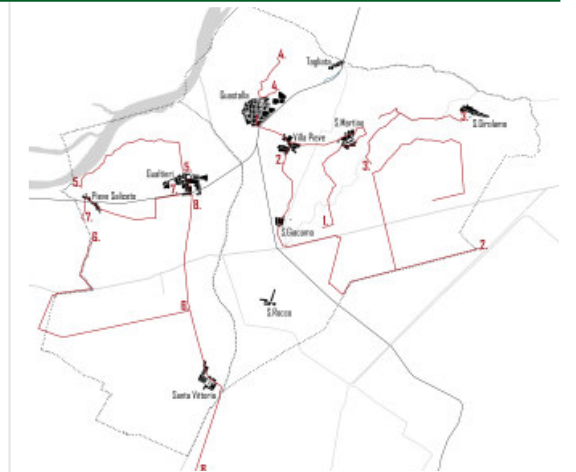 4.
Tagliata
Guastalla
4.
S.Martino
3.
S.Girolamo
Villa Pieve
5.
Gualtieri
5.
7.
2.
3.
Pieve Saliceto
8.
7.
1.
S.Giacomo
6.
2.
S.Rocco
6.
Santa Vittoria
8.